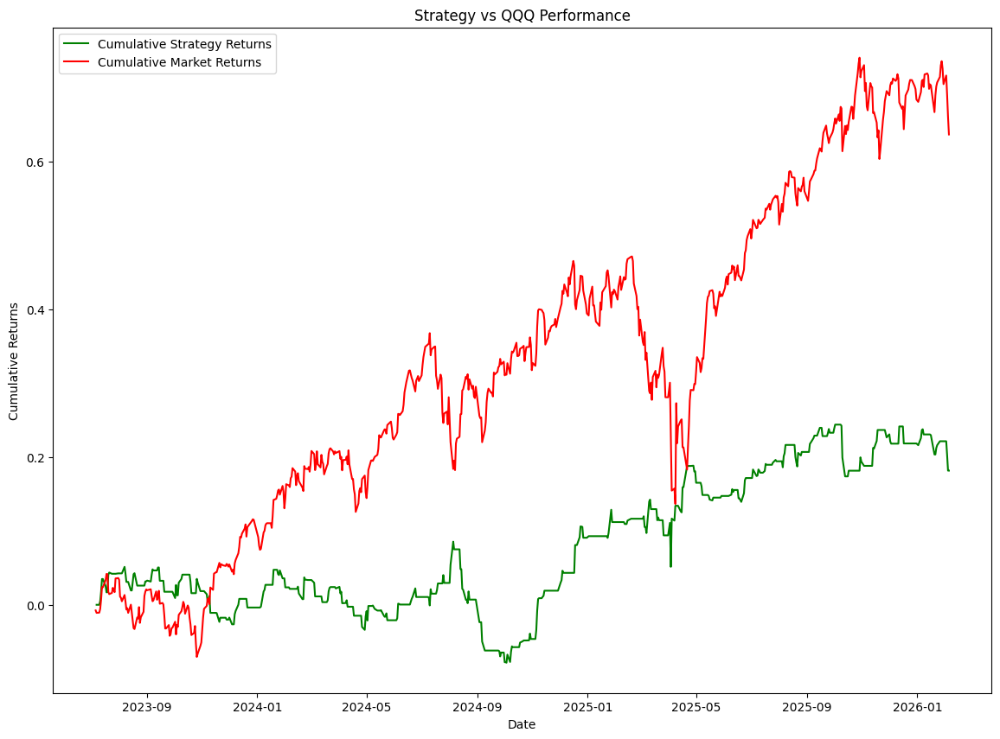 Strategy vs QQQ Performance
Cumulative Strategy Returns
Cumulative Market Returns
Cumulative Returns
0.6
0.4
0.2
0.0
2023-09
2024-01
2024-05
2024-09
2025-01
2025-05
2025-09
2026-01
Date